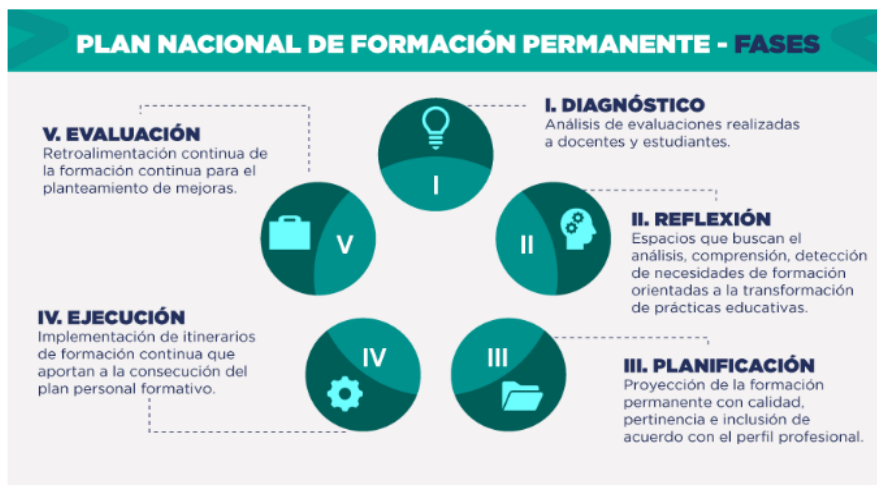 PLAN NACIONAL DE FORMACIÓN PERMANENTE - FASES
I. DIAGNÓSTICO
Análisis de evaluaciones realizadas
a docentes y estudiantes.
I
II. REFLEXIÓN
Espacios que buscan el
análisis, comprensión, detección
de necesidades de formación
orientadas a la transformación
de prácticas educativas.
II
III. PLANIFICACIÓN
Proyección de la formación
permanente con calidad,
pertinencia e inclusión de
acuerdo con el perfil profesional.
III
IV. EJECUCIÓN
Implementación de itinerarios
de formación continua que
aportan a la consecución del
plan personal formativo.
IV
V. EVALUACIÓN
Retroalimentación continua de
la formación continua para el
planteamiento de mejoras.
V